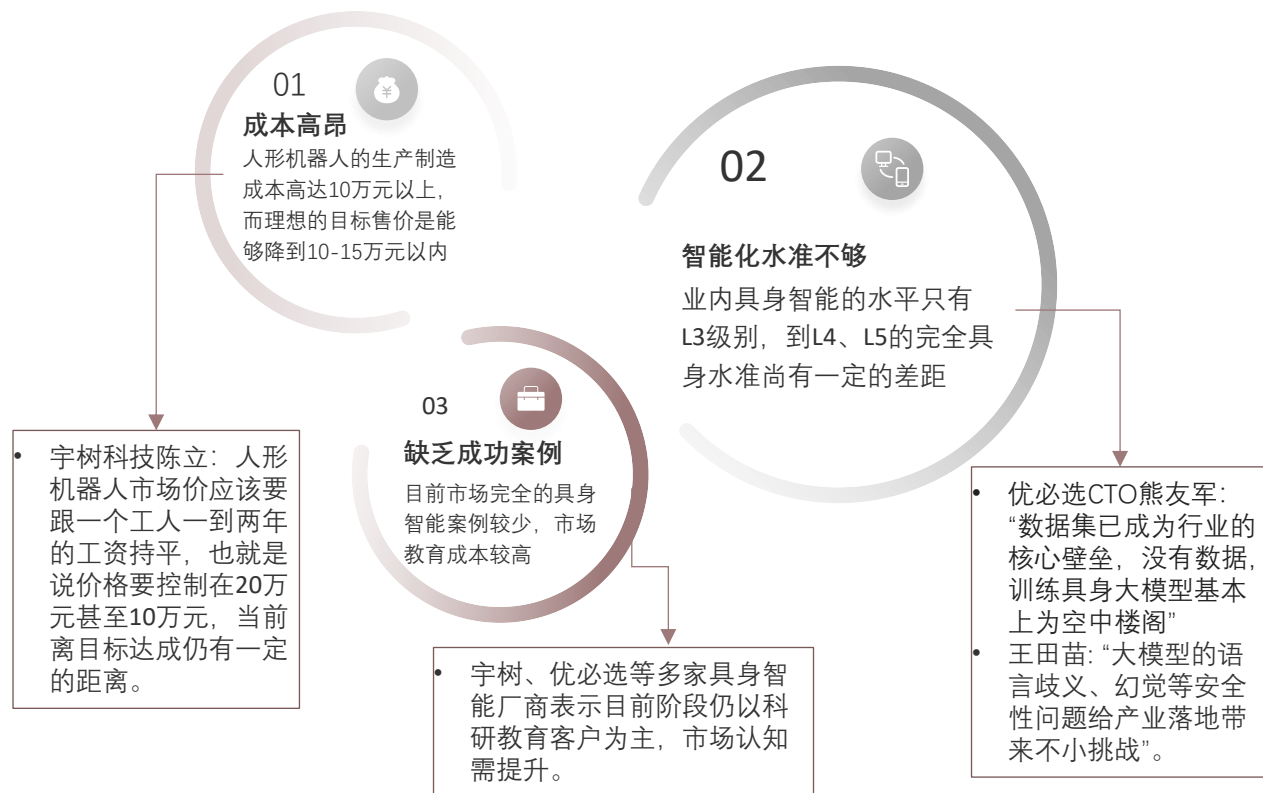 01
成本高昂
人形机器人的生产制造
成本高达10万元以上，
而理想的目标售价是能
够降到10-15万元以内
02
智能化水准不够
业内具身智能的水平只有
L3级别，到L4、L5的完全具
身水准尚有一定的差距
03
缺乏成功案例
目前市场完全的具身
智能案例较少，市场
教育成本较高
• 宇树科技陈立：人形
机器人市场价应该要
跟一个工人一到两年
的工资持平，也就是
说价格要控制在20万
元甚至10万元，当前
离目标达成仍有一定
的距离。
• 宇树、优必选等多家具身智
能厂商表示目前阶段仍以科
研教育客户为主，市场认知
需提升。
• 优必选CTO熊友军：
“数据集已成为行业的
核心壁垒，没有数据，
训练具身大模型基本
上为空中楼阁”
• 王田苗: “大模型的语
言歧义、幻觉等安全
性问题给产业落地带
来不小挑战”。